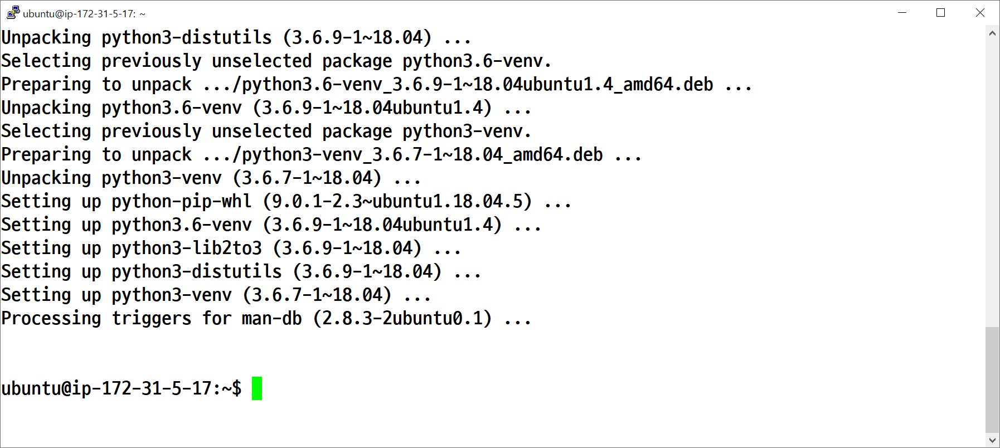 ubuntu@ip-172-31-5-17: ~
Unpacking python3-distutils (3.6.9-1~18.04) ...
Selecting previously unselected package python3.6-venv.
Preparing to unpack .../python3.6-venv_3.6.9-1~18.04ubuntu1.4_amd64.deb ...
Unpacking python3.6-venv (3.6.9-1~18.04ubuntu1.4) ...
Selecting previously unselected package python3-venv.
Preparing to unpack .../python3-venv_3.6.7-1~18.04_amd64.deb ...
Unpacking python3-venv (3.6.7-1~18.04) ...
Setting up python-pip-whl (9.0.1-2.3~ubuntu1.18.04.5) ...
Setting up python3.6-venv (3.6.9-1~18.04ubuntu1.4) ...
Setting up python3-lib2to3 (3.6.9-1~18.04) ...
Setting up python3-distutils (3.6.9-1~18.04) ...
Setting up python3-venv (3.6.7-1~18.04) ...
Processing triggers for man-db (2.8.3-2ubuntu0.1) ...
ubuntu@ip-172-31-5-17:~$